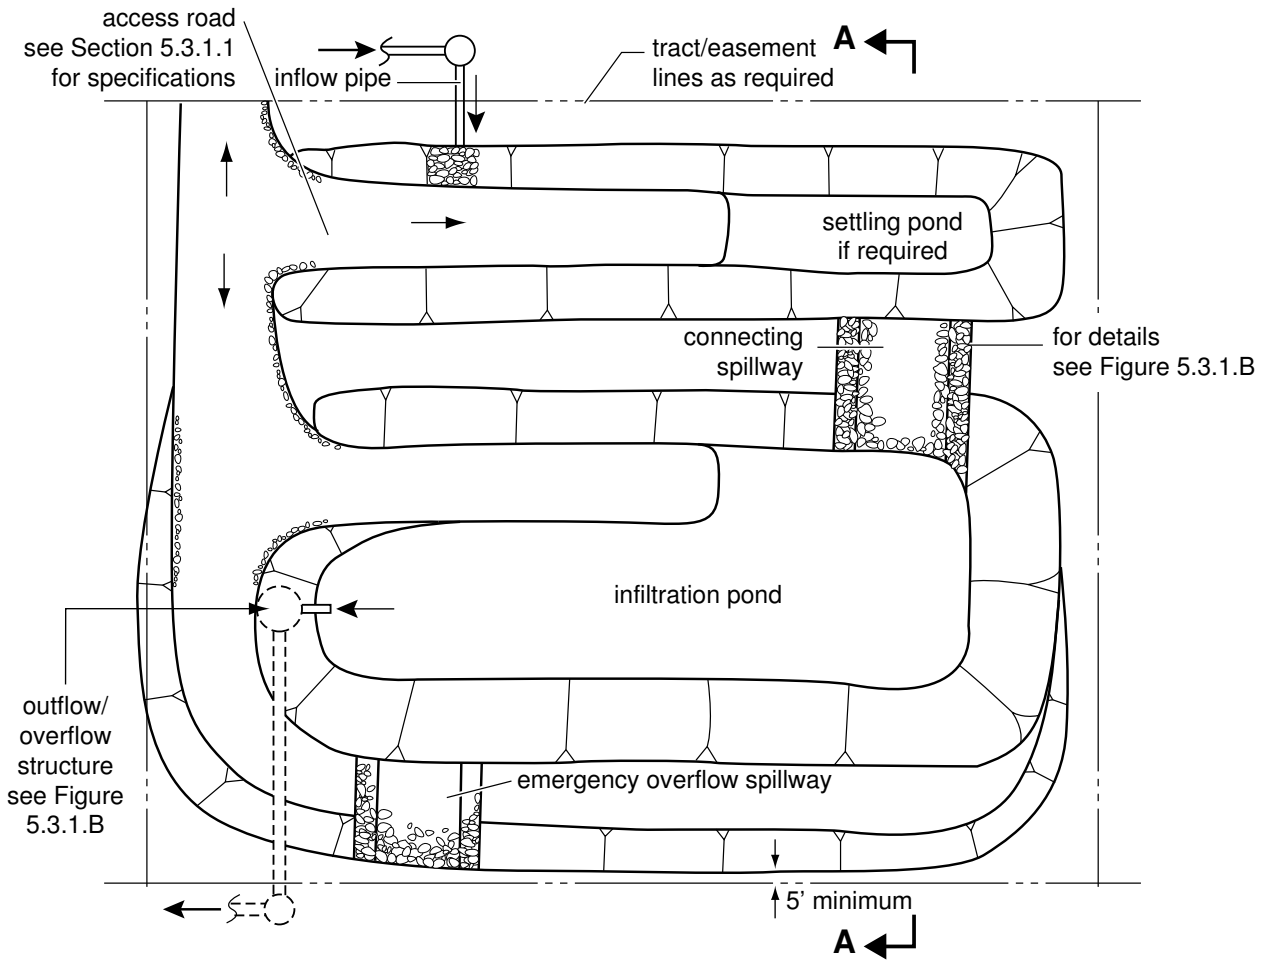 access road
see Section 5.3.1.1
for specifications
inflow pipe
tract/easement
lines as required
A
settling pond
if required
connecting
spillway
for details
see Figure 5.3.1.B
infiltration pond
outflow/
overflow
structure
see Figure
5.3.1.B
emergency overflow spillway
5’ minimum
A